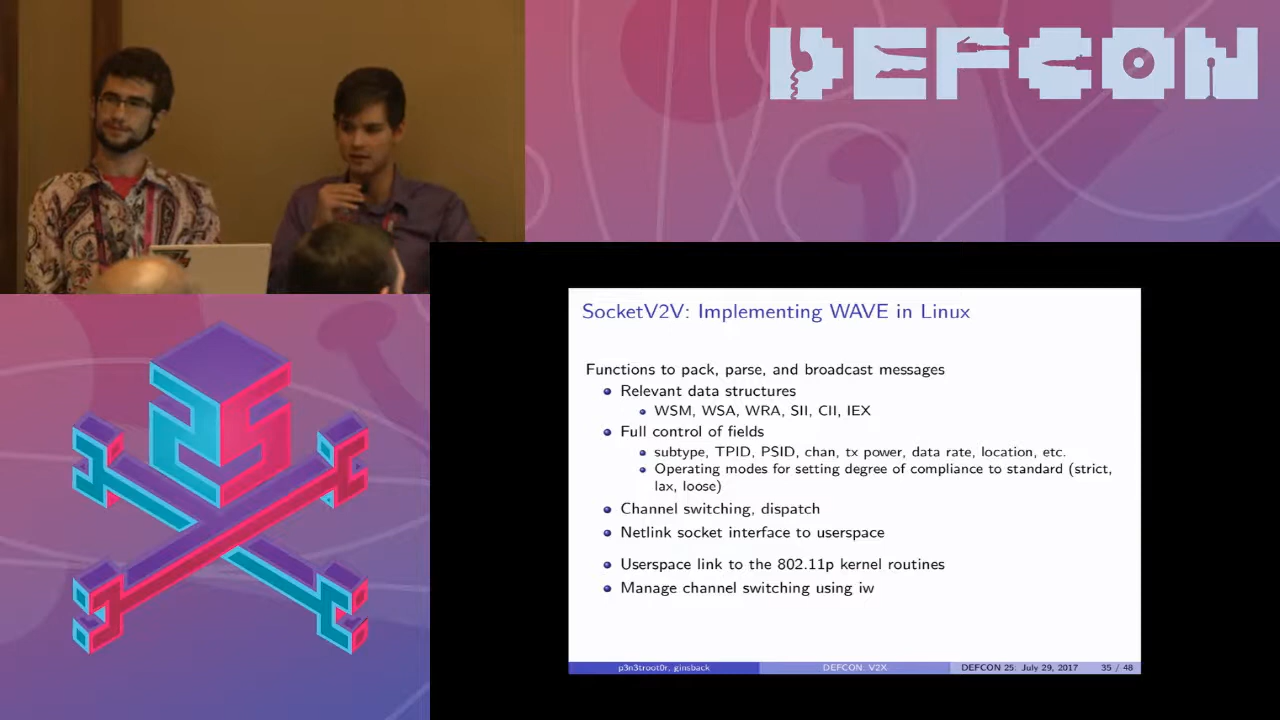 DEFCON
SocketV2V: Implementing WAVE in Linux
Functions to pack, parse, and broadcast messages
Relevant data structures
WSM, WSA, WRA, SII, CII, IEX
Full control of fields
subtype, TPID, PSID, chan, tx power, data rate, location, etc.
Operating modes for setting degree of compliance to standard (strict,
lax, loose)
Channel switching, dispatch
Netlink socket interface to userspace
Userspace link to the 802.11p kernel routines
Manage channel switching using iw
p3n3troot0r, ginsback
DEFCON, V2X
DEFCON 25: July 29, 2017
35 / 48